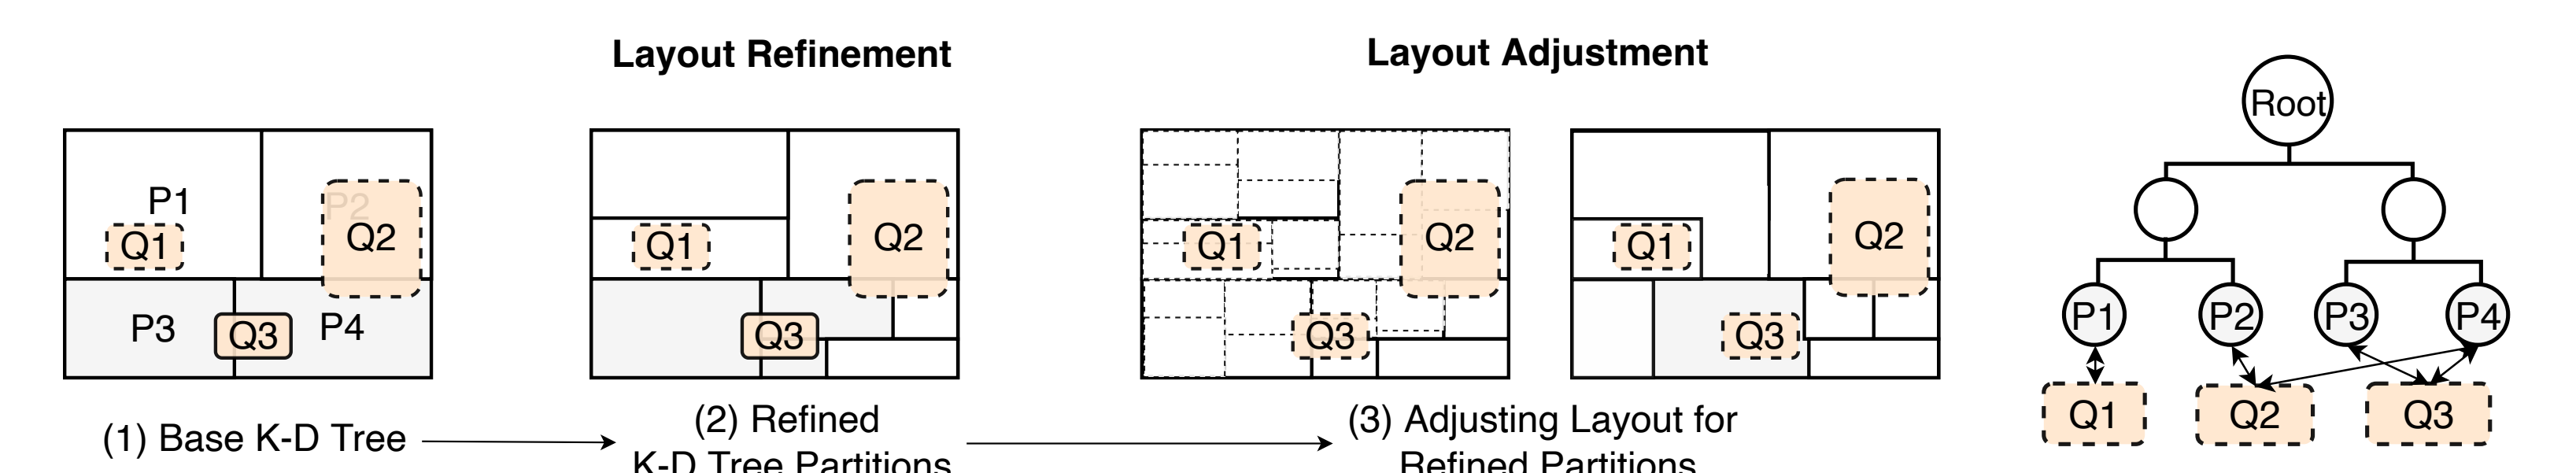 Layout Refinement
Layout Adjustment
P1
P2
Q1
Q2
P3
Q3
P4
Q1
Q2
Q3
Q1
Q2
Q3
Q1
Q2
Q3
Root
P1
P2
P3
P4
Q1
Q2
Q3
(1) Base K-D Tree
(2) Refined
K-D Tree Partitions
(3) Adjusting Layout for
Refined Partitions